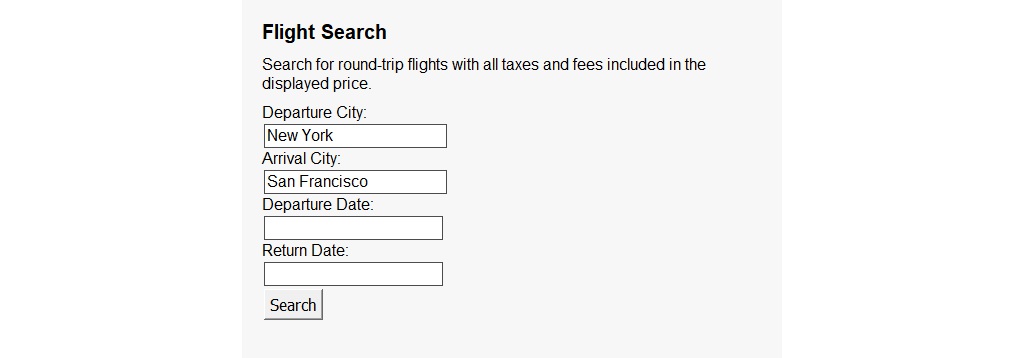 Flight Search
Search for round-trip flights with all taxes and fees included in the
displayed price.
Departure City:
New York
Arrival City:
San Francisco
Departure Date:
Return Date:
Search